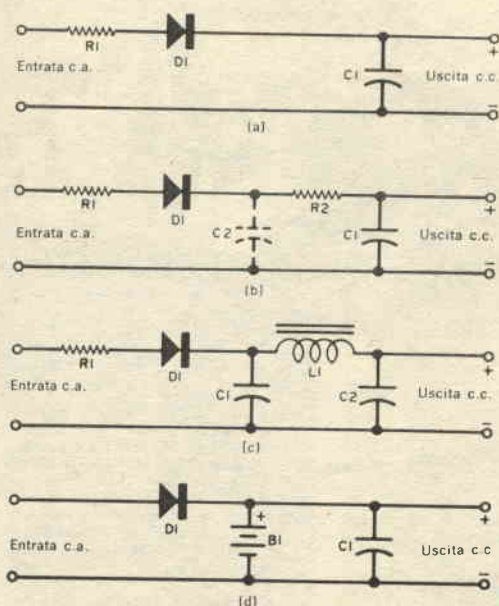 R1
D1
+
Entrata c.a.
C1
Uscita c.c.
-
(a)
R1
D1
R2
+
Entrata c.a.
C2
C1
Uscita c.c.
-
(b)
R1
D1
L1
+
Entrata c.a.
C1
C2
Uscita c.c.
-
(c)
D1
+
+
Entrata c.a.
B1
C1
Uscita c.c
-
(d)